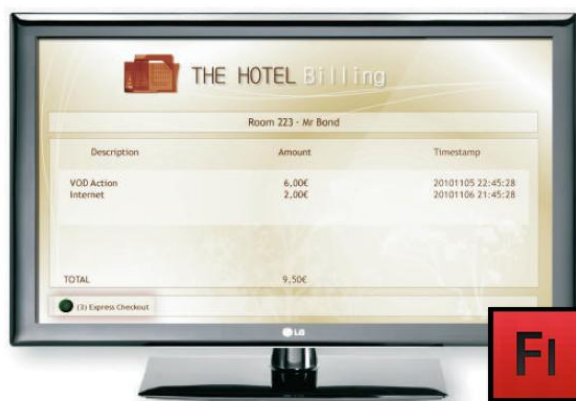 THE HOTEL Billing
Room 223 - Mr Bond
Description Amount Timestamp
VOD Action 6,00€ 20101105 22:45:28
Internet 2,00€ 20101106 21:45:28
TOTAL 9,50€
(3) Express Checkout
LG
Fl